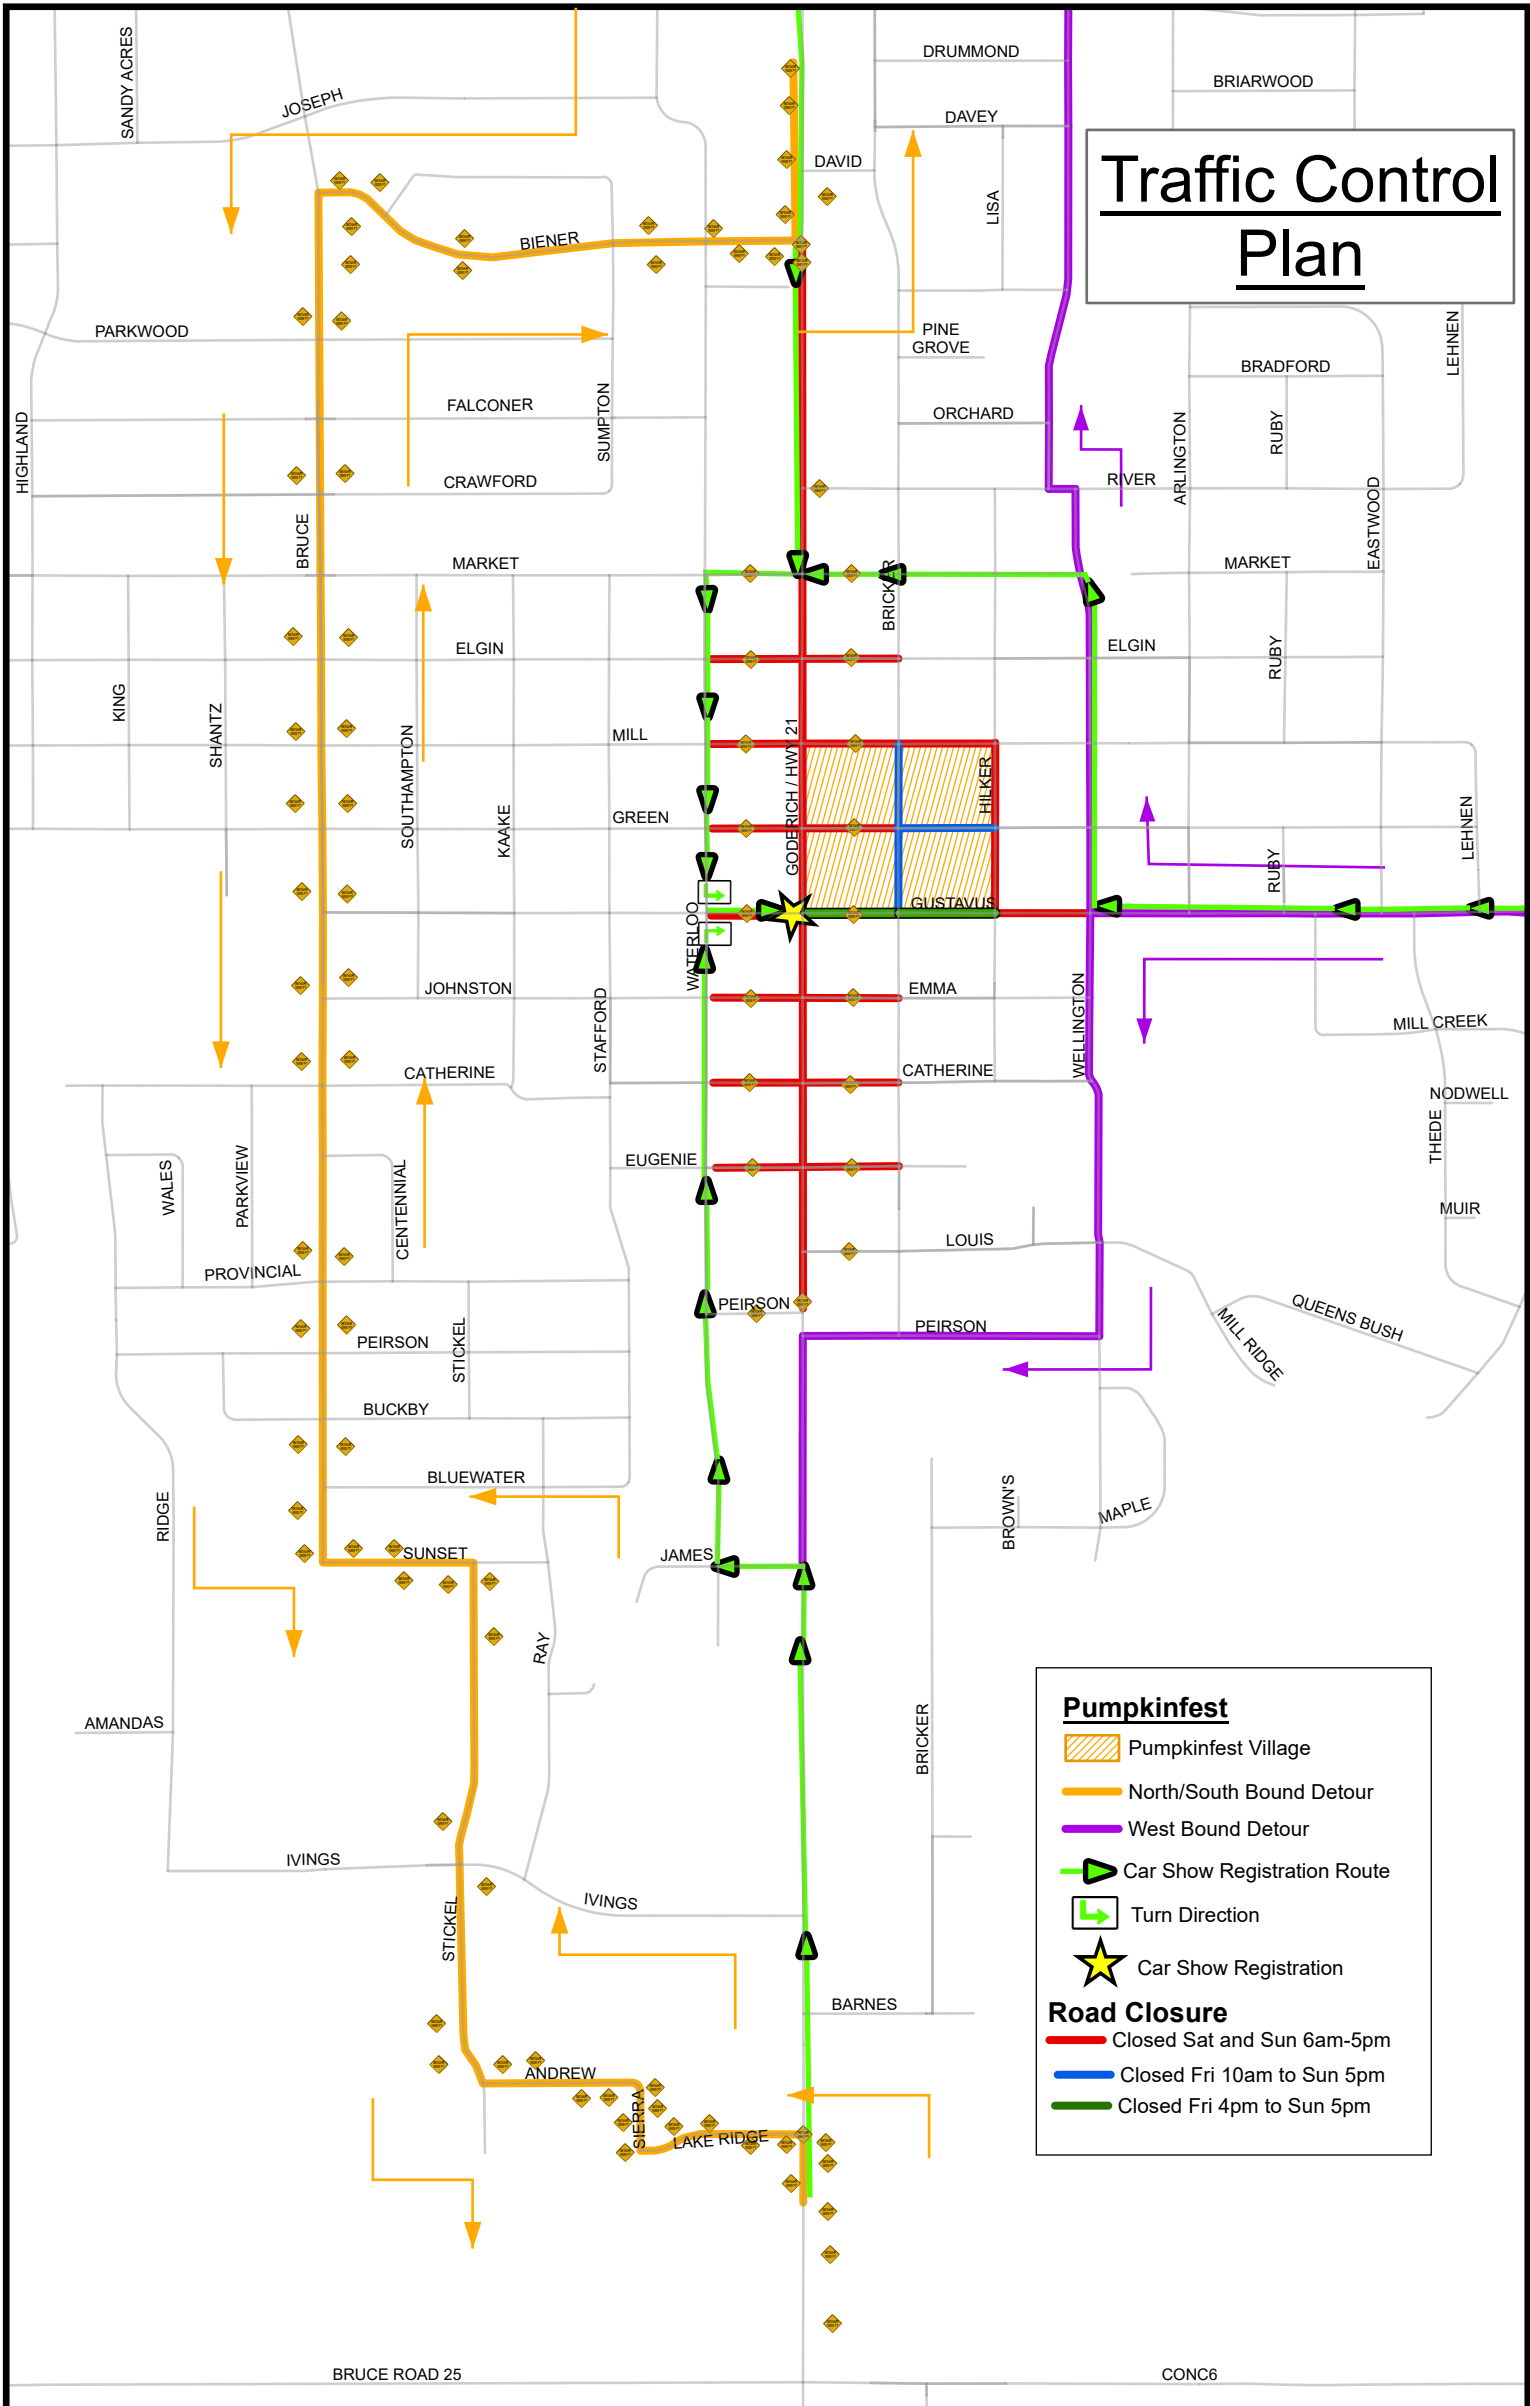 Traffic Control
Plan
SANDY ACRES
JOSEPH
DRUMMOND
BRIARWOOD
DAVEY
DAVID
LISA
BIENER
PARKWOOD
PINE
GROVE
LEHNEN
BRADFORD
FALCONER
SUMPTON
ORCHARD
ARLINGTON
RUBY
HIGHLAND
CRAWFORD
RIVER
EASTWOOD
BRUCE
MARKET
BRICKER
MARKET
ELGIN
ELGIN
RUBY
KING
SHANTZ
SOUTHAMPTON
MILL
GODERICH / HWY 21
HILKER
KAAKE
GREEN
LEHNEN
RUBY
GUSTAVUS
WATERLOO
JOHNSTON
STAFFORD
EMMA
WELLINGTON
MILL CREEK
CATHERINE
CATHERINE
NODWELL
THEDE
WALES
PARKVIEW
CENTENNIAL
EUGENIE
MUIR
LOUIS
PROVINCIAL
PEIRSON
PEIRSON
QUEENS BUSH
MILL RIDGE
PEIRSON
STICKEL
BUCKBY
BLUEWATER
RIDGE
BROWN'S
MAPLE
SUNSET
JAMES
RAY
AMANDAS
BRICKER
IVINGS
IVINGS
STICKEL
BARNES
ANDREW
SIERRA
LAKE RIDGE
Pumpkinfest
Pumpkinfest Village
North/South Bound Detour
West Bound Detour
Car Show Registration Route
Turn Direction
Car Show Registration
Road Closure
Closed Sat and Sun 6am-5pm
Closed Fri 10am to Sun 5pm
Closed Fri 4pm to Sun 5pm
BRUCE ROAD 25
CONC6